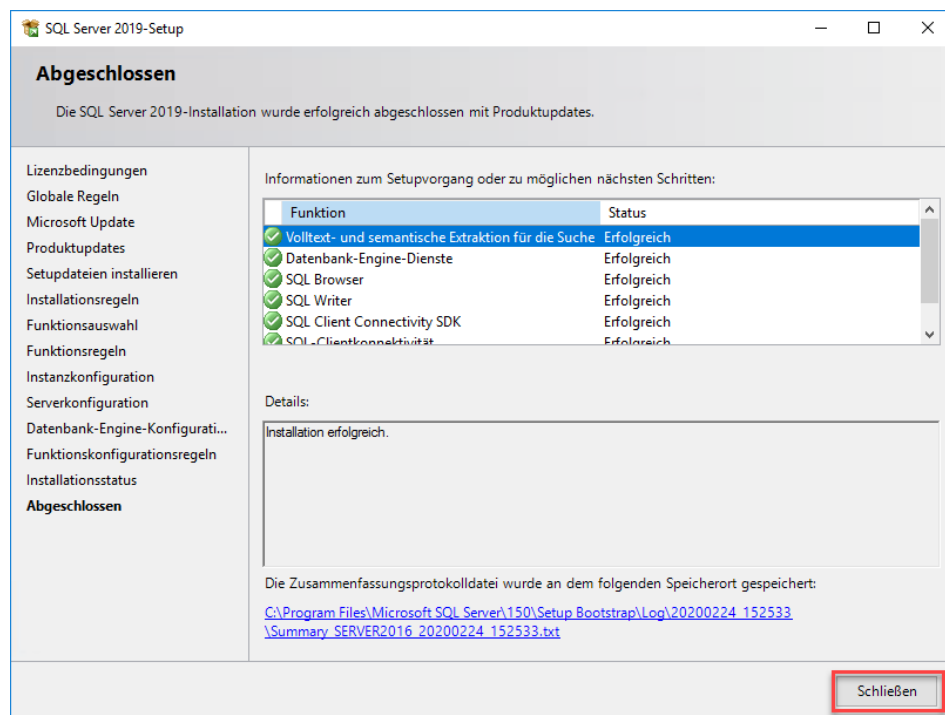 SQL Server 2019-Setup
Abgeschlossen
Die SQL Server 2019-Installation wurde erfolgreich abgeschlossen mit Produktupdates.
Lizenzbedingungen
Globale Regeln
Microsoft Update
Produktupdates
Setupdateien installieren
Installationsregeln
Funktionsauswahl
Funktionsregeln
Instanzkonfiguration
Serverkonfiguration
Datenbank-Engine-Konfigurati...
Funktionskonfigurationsregeln
Installationsstatus
Abgeschlossen
Informationen zum Setupvorgang oder zu möglichen nächsten Schritten:
Funktion Status
Volltext- und semantische Extraktion für die Suche Erfolgreich
Datenbank-Engine-Dienste Erfolgreich
SQL Browser Erfolgreich
SQL Writer Erfolgreich
SQL Client Connectivity SDK Erfolgreich
SQL-Clientkonnektivität Erfolgreich
Details:
Installation erfolgreich.
Die Zusammenfassungsprotokolldatei wurde an dem folgenden Speicherort gespeichert:
C:\Program Files\Microsoft SQL Server\150\Setup Bootstrap\Log\20200224_152533
\Summary_SERVER2016_20200224_152533.txt
Schließen